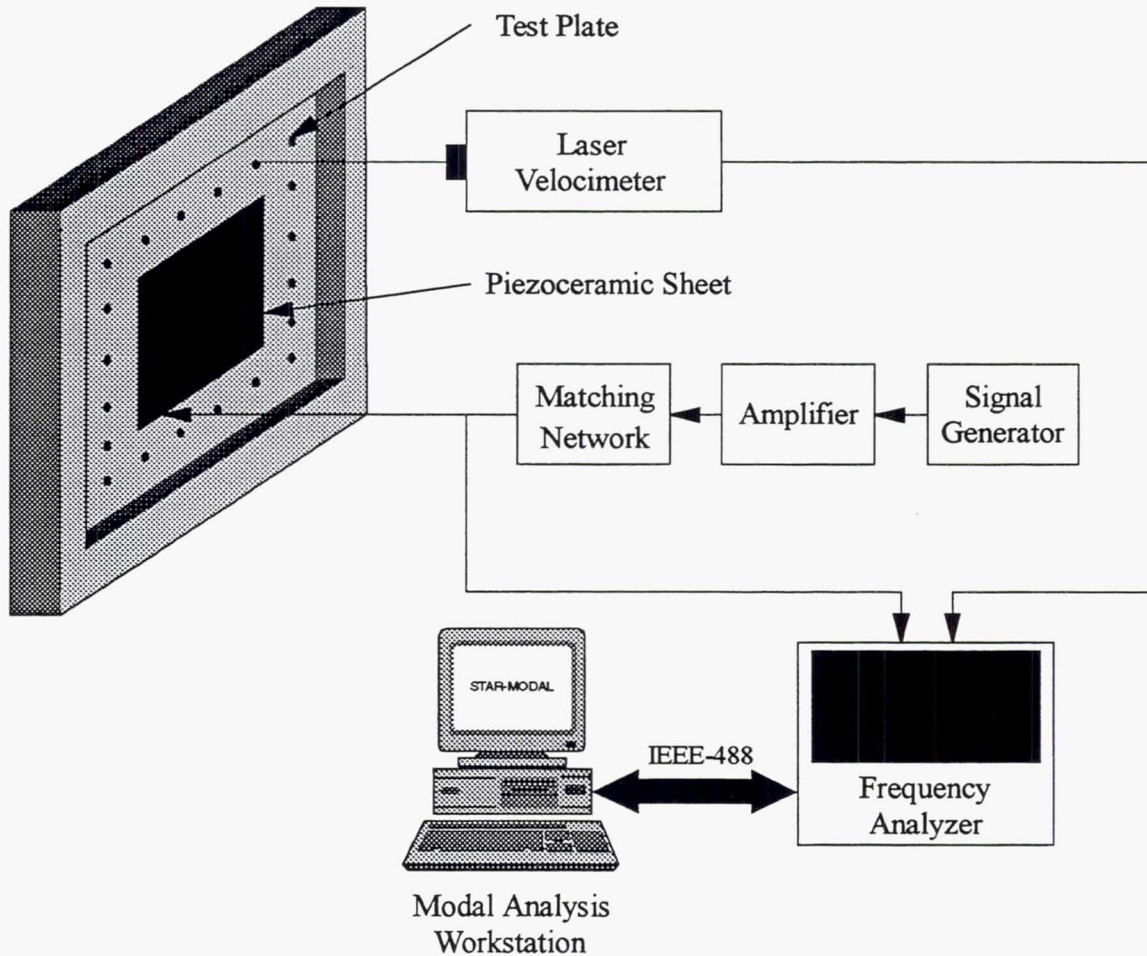 Test Plate
Laser
Velocimeter
Piezoceramic Sheet
Matching
Network
Amplifier
Signal
Generator
STAR-MODAL
IEEE-488
Frequency
Analyzer
Modal Analysis
Workstation